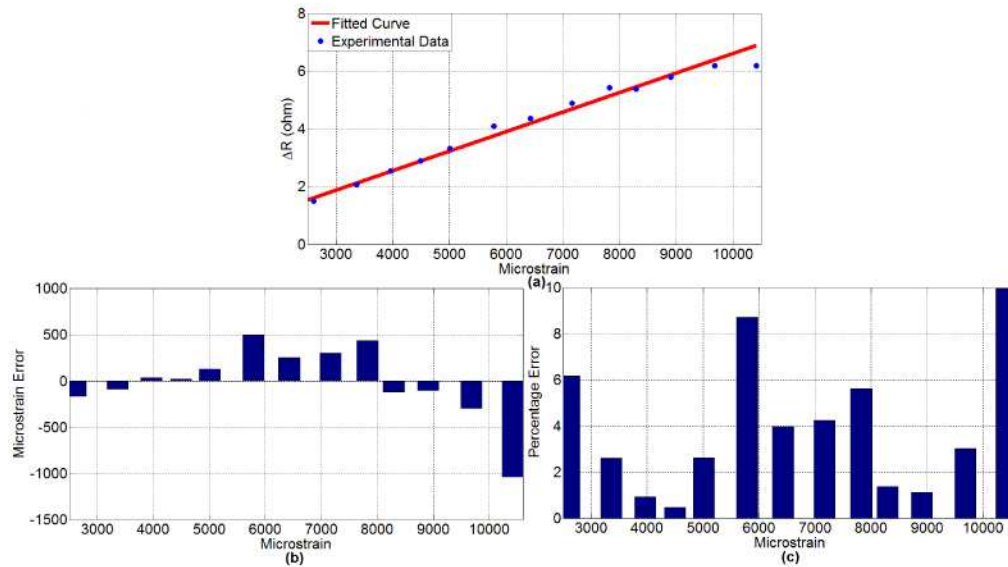 8
6
4
2
0
ΔR (ohm)
Fitted Curve
Experimental Data
3000 4000 5000 6000 7000 8000 9000 10000
Microstrain
(a)
1000
500
0
-500
-1000
-1500
Microstrain Error
3000 4000 5000 6000 7000 8000 9000 10000
Microstrain
(b)
10
8
6
4
2
0
Percentage Error
3000 4000 5000 6000 7000 8000 9000 10000
Microstrain
(c)